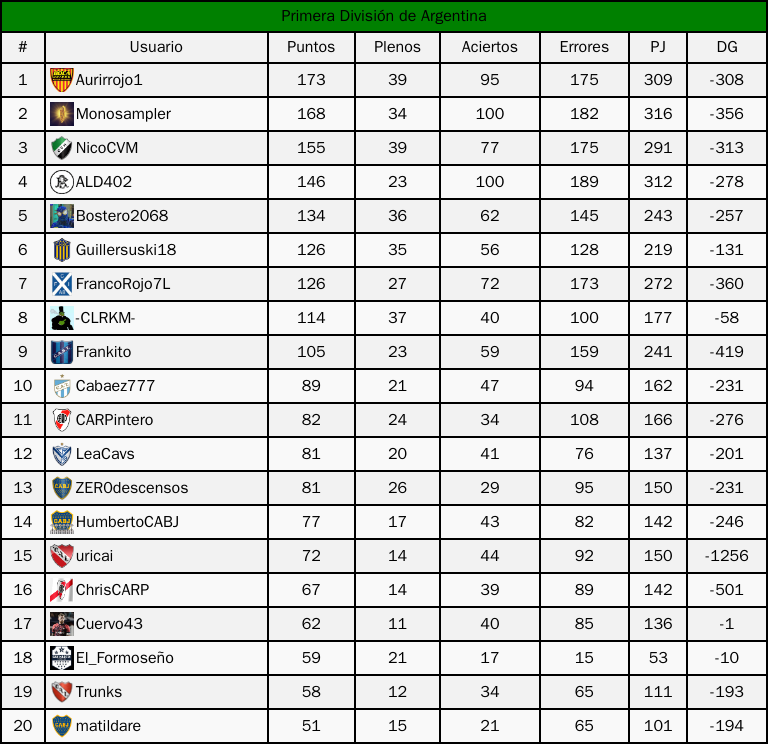 Primera División de Argentina
# Usuario Puntos Plenos Aciertos Errores PJ DG
1 Aurirrojo1 173 39 95 175 309 -308
2 Monosampler 168 34 100 182 316 -356
3 NicoCVM 155 39 77 175 291 -313
4 ALD402 146 23 100 189 312 -278
5 Bostero2068 134 36 62 145 243 -257
6 Guillersuski18 126 35 56 128 219 -131
7 FrancoRojo7L 126 27 72 173 272 -360
8 -CLRKM- 114 37 40 100 177 -58
9 Frankito 105 23 59 159 241 -419
10 Cabaez777 89 21 47 94 162 -231
11 CARPintero 82 24 34 108 166 -276
12 LeaCavs 81 20 41 76 137 -201
13 ZER0descensos 81 26 29 95 150 -231
14 HumbertoCABJ 77 17 43 82 142 -246
15 uricai 72 14 44 92 150 -1256
16 ChrisCARP 67 14 39 89 142 -501
17 Cuervo43 62 11 40 85 136 -1
18 El_Formoseño 59 21 17 15 53 -10
19 Trunks 58 12 34 65 111 -193
20 matildare 51 15 21 65 101 -194